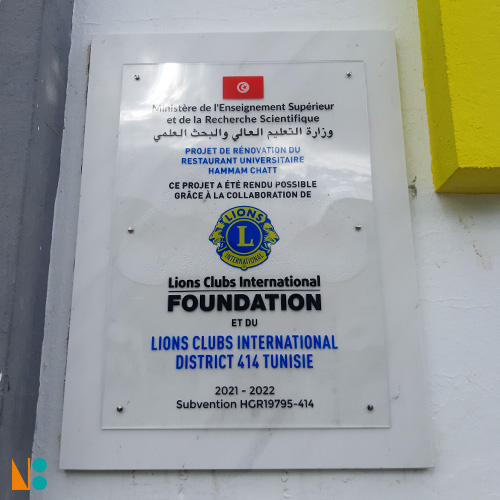 Ministère de l'Enseignement Supérieur
et de la Recherche Scientifique
وزارة التعليم العالي والبحث العلمي
PROJET DE RÉNOVATION DU
RESTAURANT UNIVERSITAIRE
HAMMAM CHATT
CE PROJET A ÉTÉ RENDU POSSIBLE
GRÂCE À LA COLLABORATION DE
LIONS
L
INTERNATIONAL
Lions Clubs International
FOUNDATION
ET DU
LIONS CLUBS INTERNATIONAL
DISTRICT 414 TUNISIE
2021 - 2022
Subvention HGR19795-414